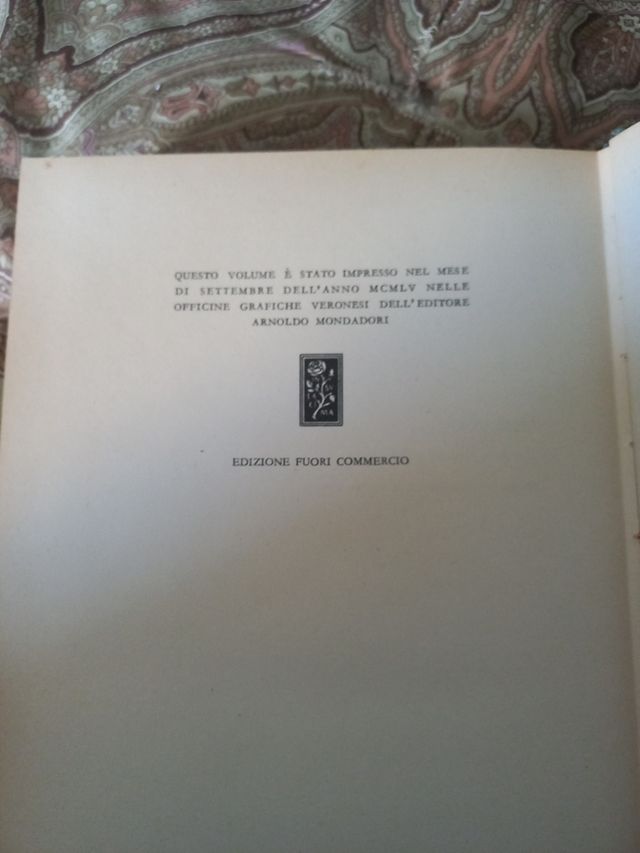 QUESTO VOLUME È STATO IMPRESSO NEL MESE
DI SETTEMBRE DELL'ANNO MCMLV NELLE
OFFICINE GRAFICHE VERONESI DELL'EDITORE
ARNOLDO MONDADORI
EDIZIONE FUORI COMMERCIO